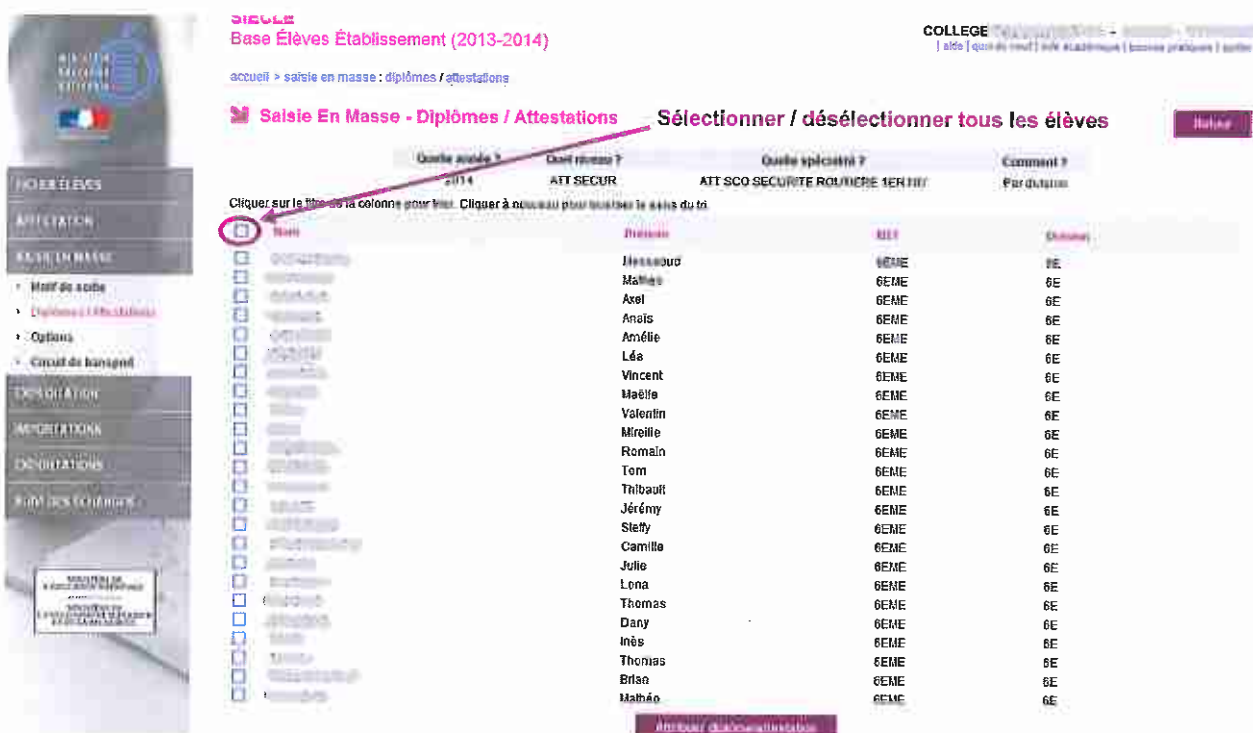 SIECLE
Base Élèves Établissement (2013-2014)
COLLEGE
accueil > saisie en masse : diplômes / attestations
Saisie En Masse - Diplômes / Attestations
Sélectionner / désélectionner tous les élèves
Retour
Quelle année ? Quel niveau ? Quelle spécialité ? Comment ?
2014 ATT SECUR ATT SCO SECURITE ROUTIERE 1ER NIV Par division
Cliquer sur le titre de la colonne pour trier. Cliquer à nouveau pour inverser le sens du tri.
Nom Prénom MEF Division
Messaoud 6EME 6E
Mathéo 6EME 6E
Axel 6EME 6E
Anaïs 6EME 6E
Amélie 6EME 6E
Léa 6EME 6E
Vincent 6EME 6E
Maëlle 6EME 6E
Valentin 6EME 6E
Mireille 6EME 6E
Romain 6EME 6E
Tom 6EME 6E
Thibault 6EME 6E
Jérémy 6EME 6E
Steffy 6EME 6E
Camille 6EME 6E
Julie 6EME 6E
Lena 6EME 6E
Thomas 6EME 6E
Dany 6EME 6E
Inès 6EME 6E
Thomas 6EME 6E
Brian 6EME 6E
Mathéo 6EME 6E
Attribuer diplôme/attestation
FICHIER ÉLÈVES
ATTESTATION
SAISIE EN MASSE
Motif de sortie
Diplômes / Attestations
Options
Circuit de transport
EXPLOITATION
IMPORTATIONS
EXPORTATIONS
SUIVI DES ÉCHANGES